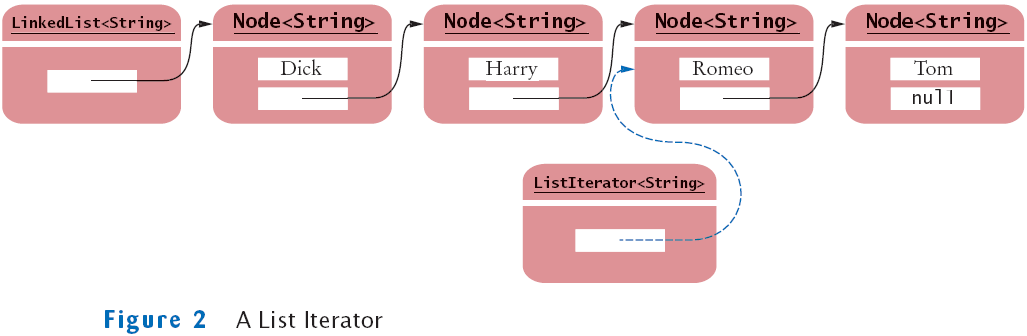 LinkedList<String>
Node<String>
Node<String>
Node<String>
Node<String>
Dick
Harry
Romeo
Tom
null
ListIterator<String>
Figure 2 A List Iterator